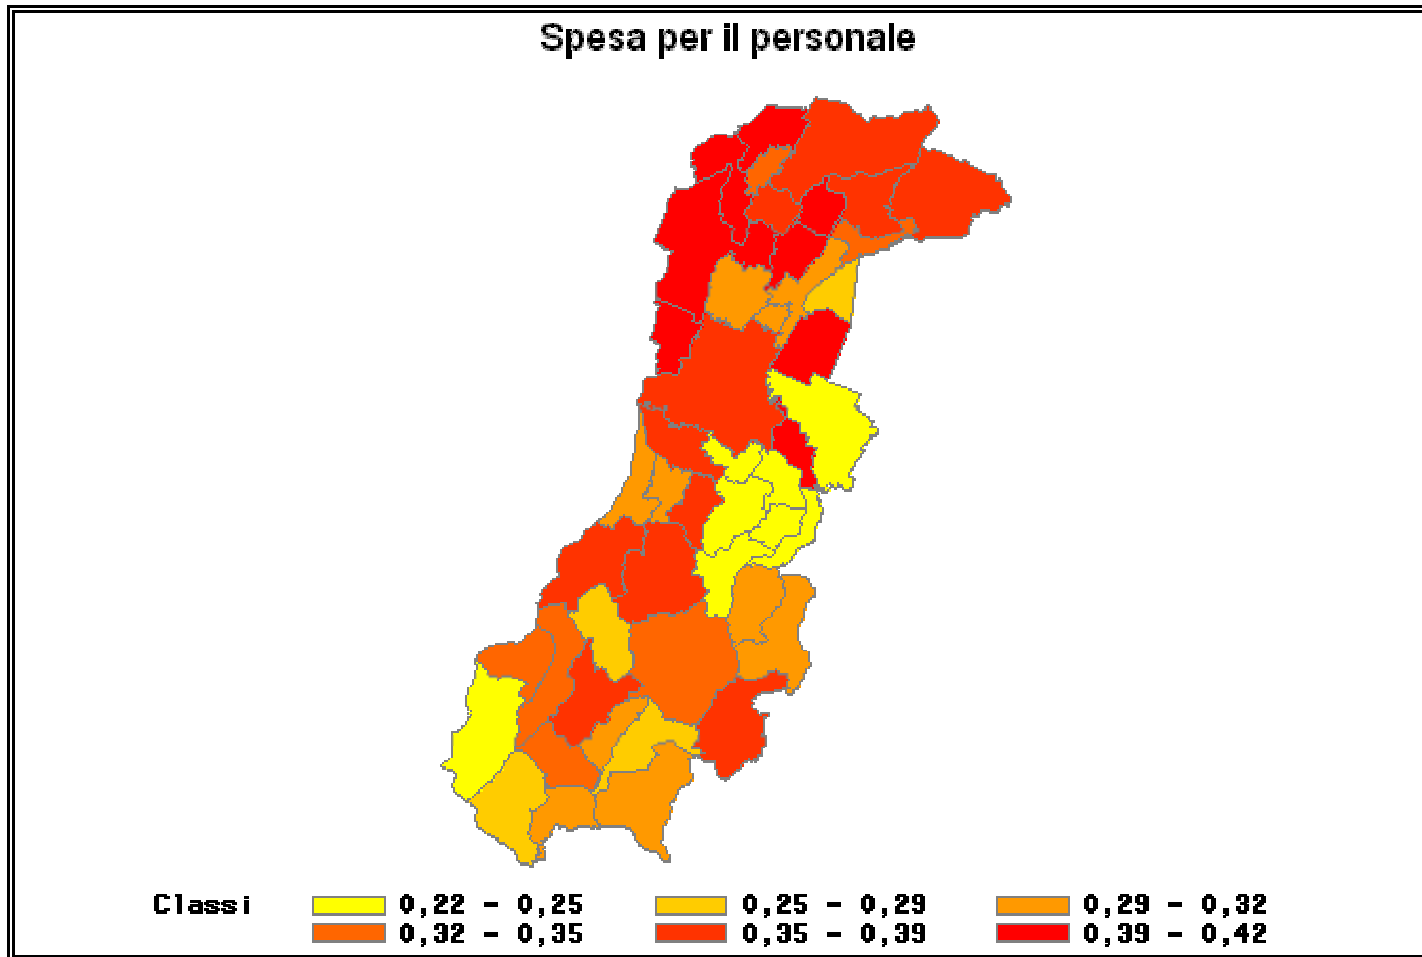 Spesa per il personale
Classi 0,22 - 0,25 0,25 - 0,29 0,29 - 0,32
0,32 - 0,35 0,35 - 0,39 0,39 - 0,42